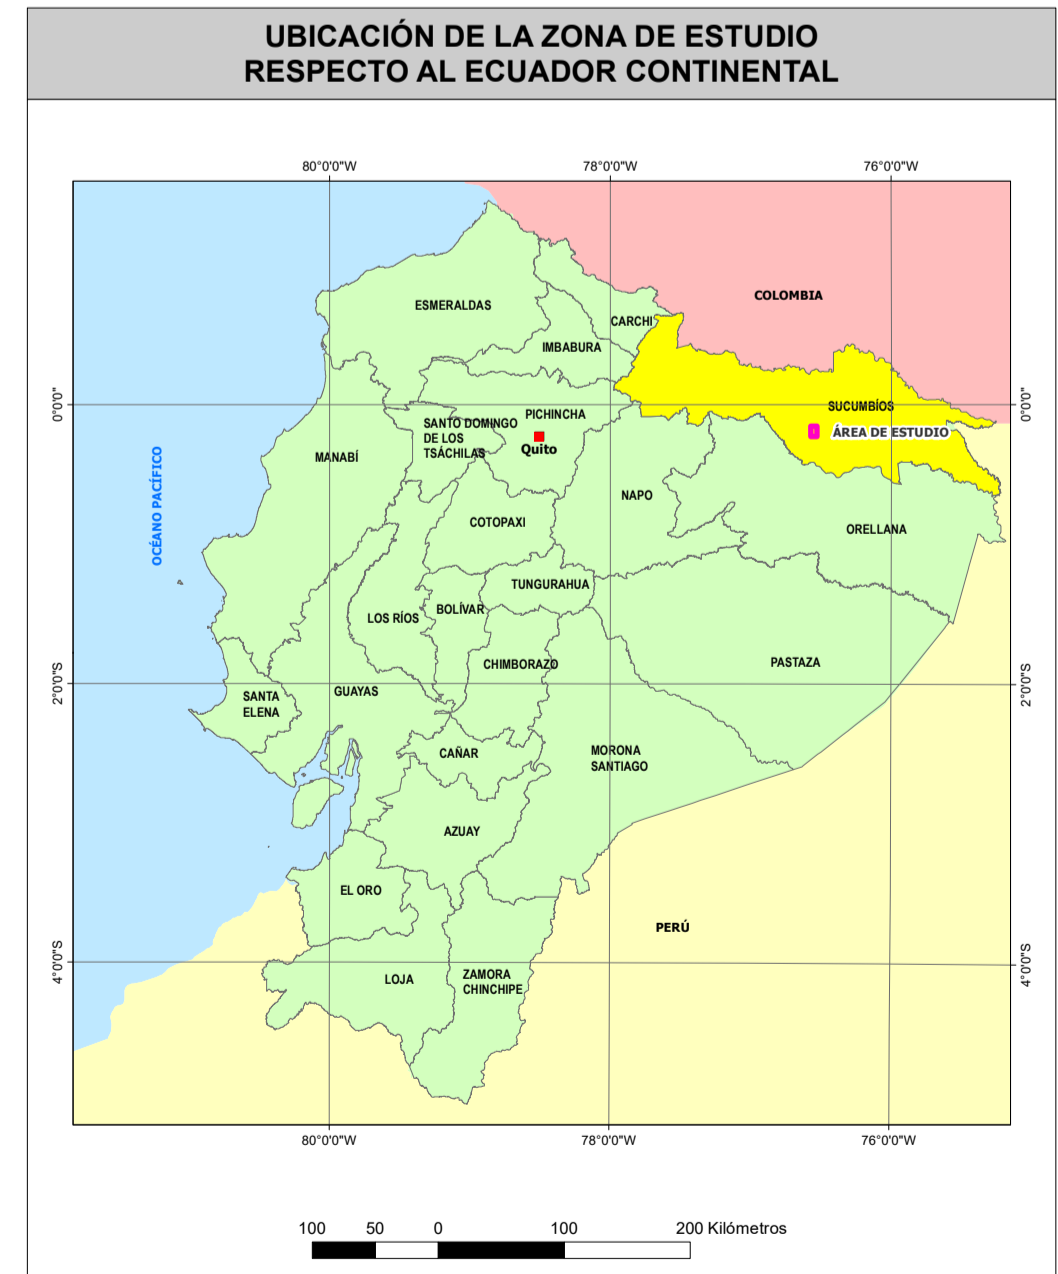 UBICACIÓN DE LA ZONA DE ESTUDIO
RESPECTO AL ECUADOR CONTINENTAL
80°0'0"W
78°0'0"W
76°0'0"W
COLOMBIA
ESMERALDAS
CARCHI
IMBABURA
0°0'0"
0°0'0"
SUCUMBÍOS
PICHINCHA
SANTO DOMINGO
DE LOS
TSÁCHILAS
ÁREA DE ESTUDIO
Quito
MANABÍ
OCÉANO PACÍFICO
NAPO
COTOPAXI
ORELLANA
TUNGURAHUA
BOLÍVAR
LOS RÍOS
CHIMBORAZO
PASTAZA
2°0'0"S
2°0'0"S
SANTA
ELENA
GUAYAS
CAÑAR
MORONA
SANTIAGO
AZUAY
EL ORO
PERÚ
4°0'0"S
4°0'0"S
LOJA
ZAMORA
CHINCHIPE
80°0'0"W
78°0'0"W
76°0'0"W
100 50 0 100 200 Kilómetros